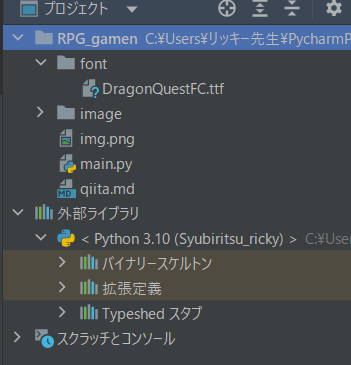 プロジェクト
RPG_gamen C:¥Users¥リッキー先生¥PycharmP
font
DragonQuestFC.ttf
image
img.png
main.py
MD qiita.md
外部ライブラリ
< Python 3.10 (Syubiritsu_ricky) > C:¥Use
バイナリースケルトン
拡張定義
Typeshed スタブ
スクラッチとコンソール